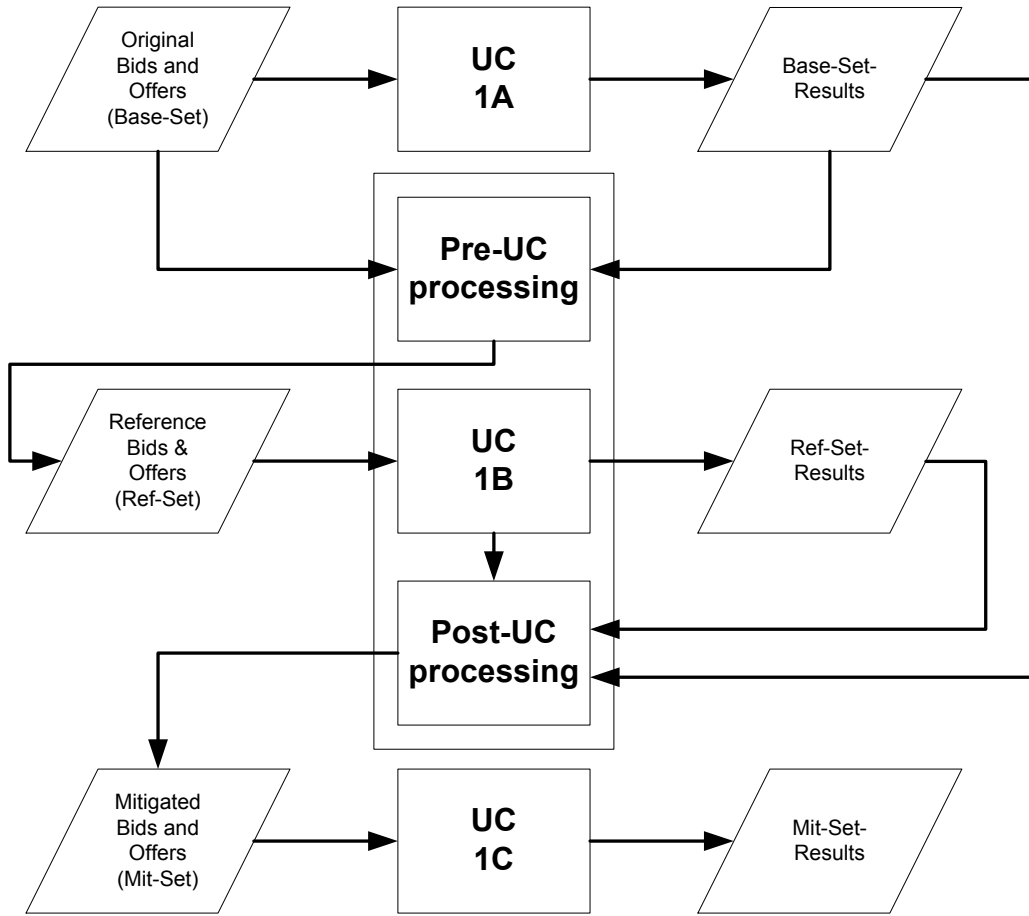 Original
Bids and
Offers
(Base-Set)
UC
1A
Base-Set-
Results
Pre-UC
processing
Reference
Bids &
Offers
(Ref-Set)
UC
1B
Ref-Set-
Results
Post-UC
processing
Mitigated
Bids and
Offers
(Mit-Set)
UC
1C
Mit-Set-
Results